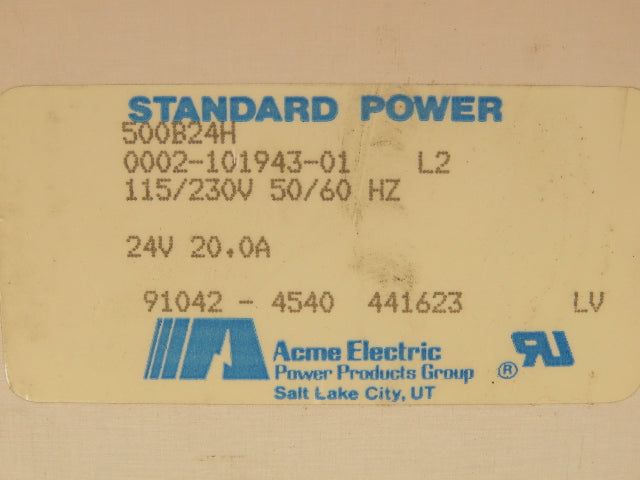 STANDARD POWER
500B24H
0002-101943-01 L2
115/230V 50/60 HZ
24V 20.0A
91042 - 4540 441623 LV
Acme Electric
Power Products Group ®
Salt Lake City, UT